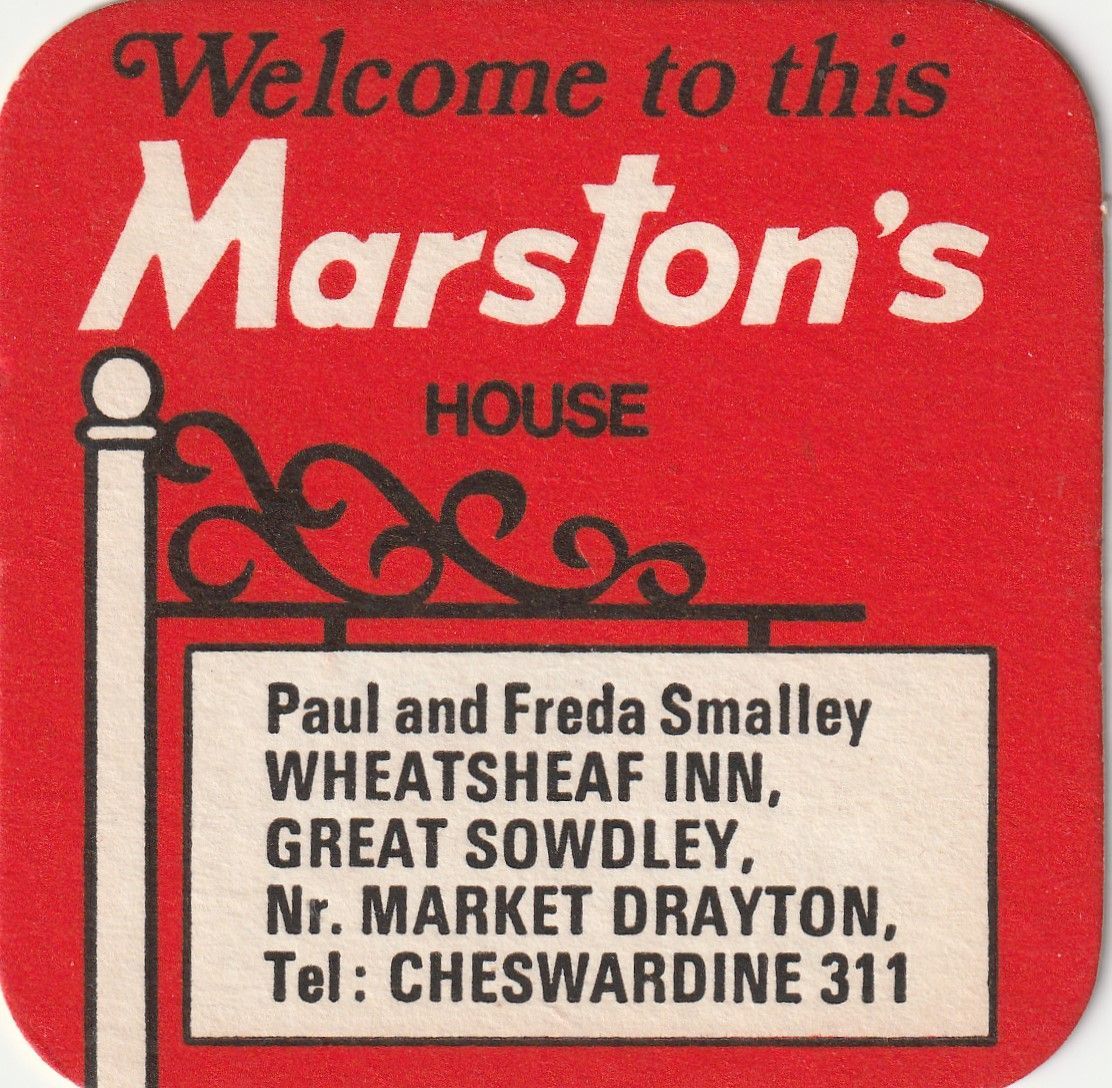 Welcome to this
Marston's
HOUSE
Paul and Freda Smalley
WHEATSHEAF INN,
GREAT SOWDLEY,
Nr. MARKET DRAYTON,
Tel: CHESWARDINE 311